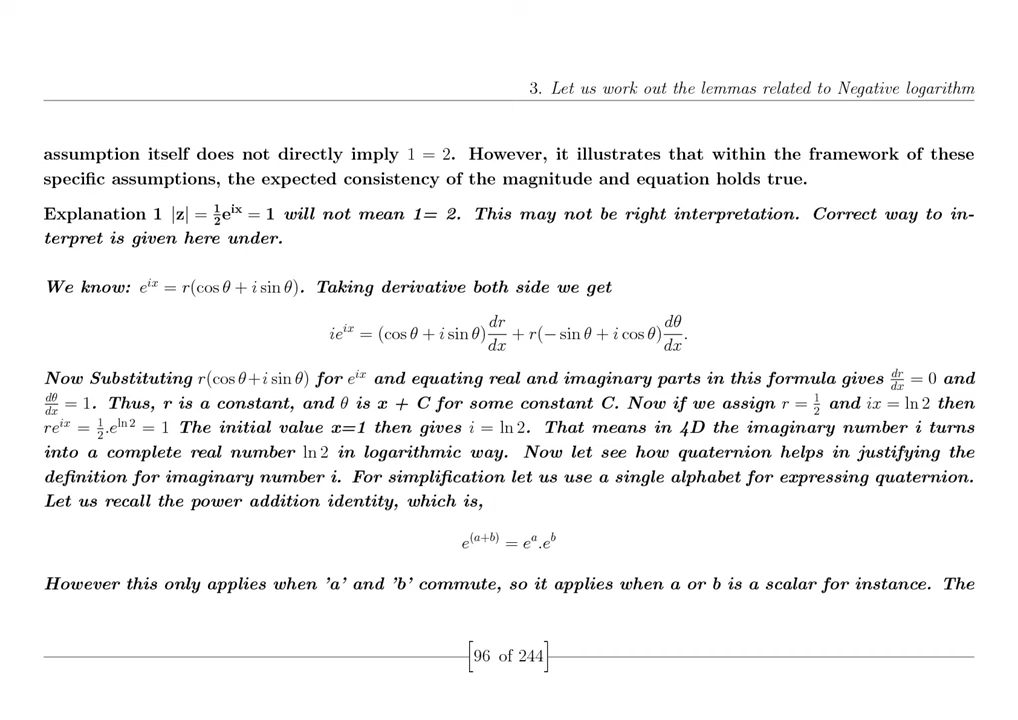 3. Let us work out the lemmas related to Negative logarithm
assumption itself does not directly imply 1 = 2. However, it illustrates that within the framework of these
specific assumptions, the expected consistency of the magnitude and equation holds true.
Explanation 1 |z| = 1/2 e^{ix} = 1 will not mean 1= 2. This may not be right interpretation. Correct way to in-
terpret is given here under.
We know: e^{ix} = r(cos θ + i sin θ). Taking derivative both side we get
ie^{ix} = (cos θ + i sin θ) dr/dx + r(− sin θ + i cos θ) dθ/dx.
Now Substituting r(cos θ+i sin θ) for e^{ix} and equating real and imaginary parts in this formula gives dr/dx = 0 and
dθ/dx = 1. Thus, r is a constant, and θ is x + C for some constant C. Now if we assign r = 1/2 and ix = ln 2 then
re^{ix} = 1/2.e^{ln 2} = 1 The initial value x=1 then gives i = ln 2. That means in 4D the imaginary number i turns
into a complete real number ln 2 in logarithmic way. Now let see how quaternion helps in justifying the
definition for imaginary number i. For simplification let us use a single alphabet for expressing quaternion.
Let us recall the power addition identity, which is,
e^{(a+b)} = e^a.e^b
However this only applies when 'a' and 'b' commute, so it applies when a or b is a scalar for instance. The
[96 of 244]